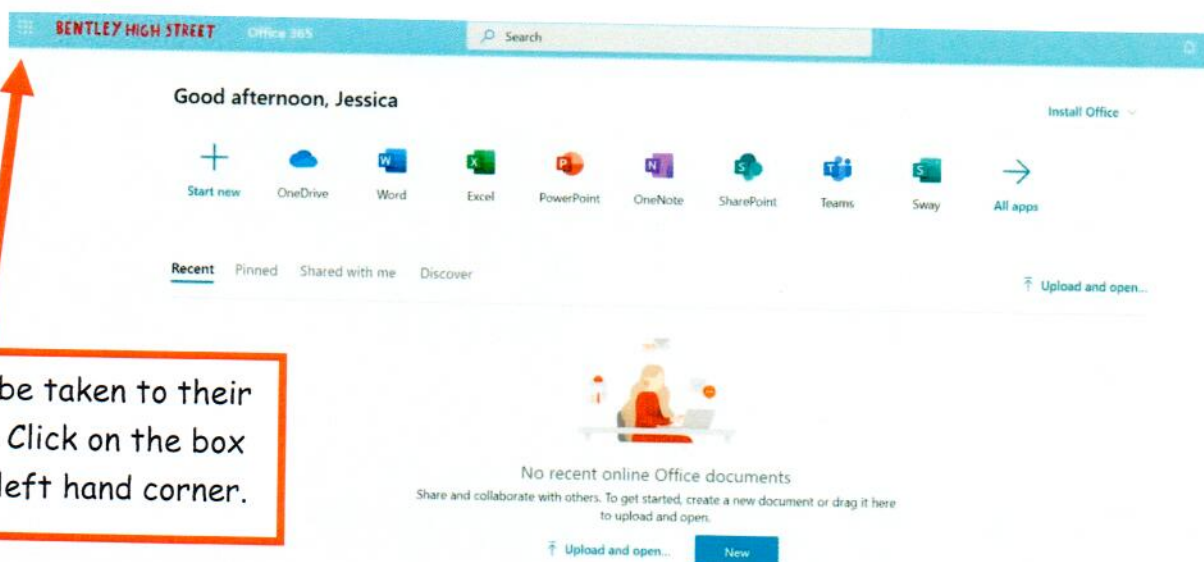 BENTLEY HIGH STREET Office 365 Search
Good afternoon, Jessica
Install Office
Start new OneDrive Word Excel PowerPoint OneNote SharePoint Teams Sway All apps
Recent Pinned Shared with me Discover
Upload and open...
be taken to their
Click on the box
left hand corner.
No recent online Office documents
Share and collaborate with others. To get started, create a new document or drag it here
to upload and open.
Upload and open... New